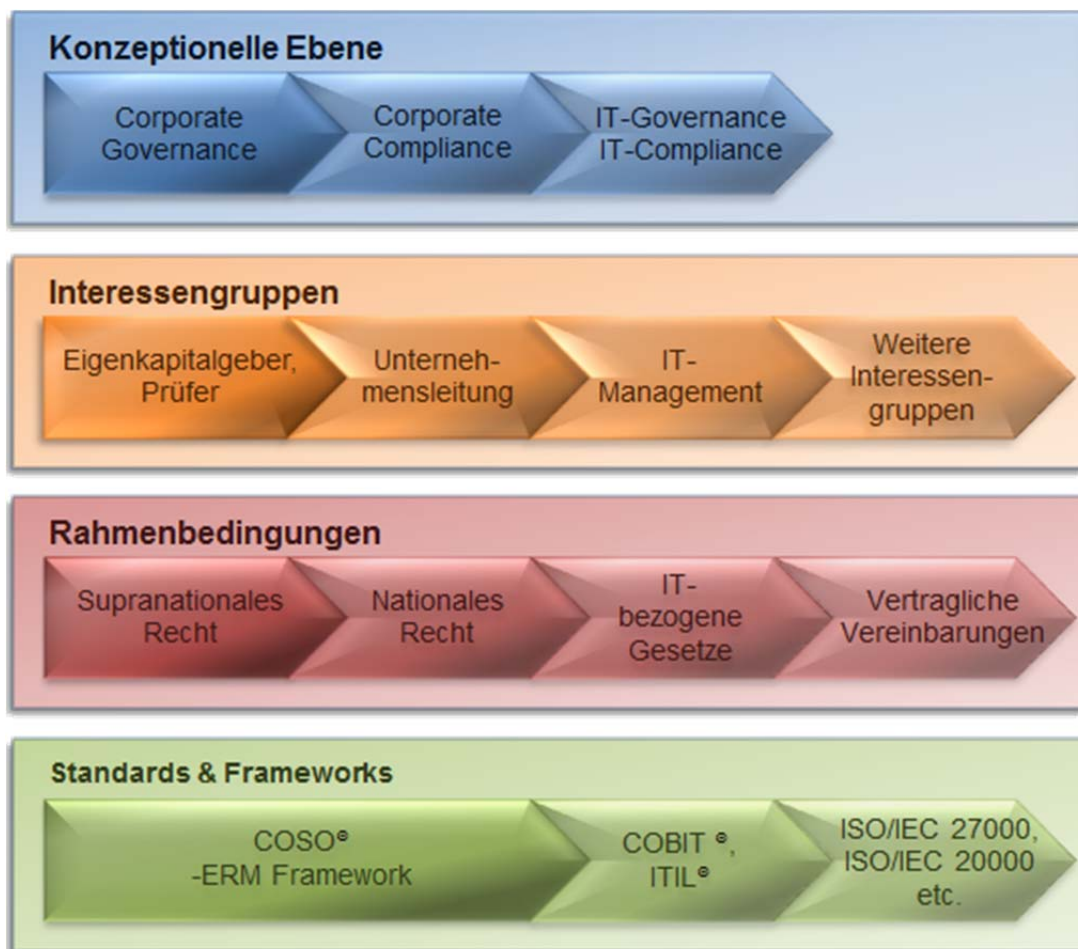 Konzeptionelle Ebene
Corporate
Governance
Corporate
Compliance
IT-Governance
IT-Compliance
Interessengruppen
Eigenkapitalgeber,
Prüfer
Unterneh-
mensleitung
IT-
Management
Weitere
Interessen-
gruppen
Rahmenbedingungen
Supranationales
Recht
Nationales
Recht
IT-
bezogene
Gesetze
Vertragliche
Vereinbarungen
Standards & Frameworks
COSO®
-ERM Framework
COBIT ®,
ITIL®
ISO/IEC 27000,
ISO/IEC 20000
etc.